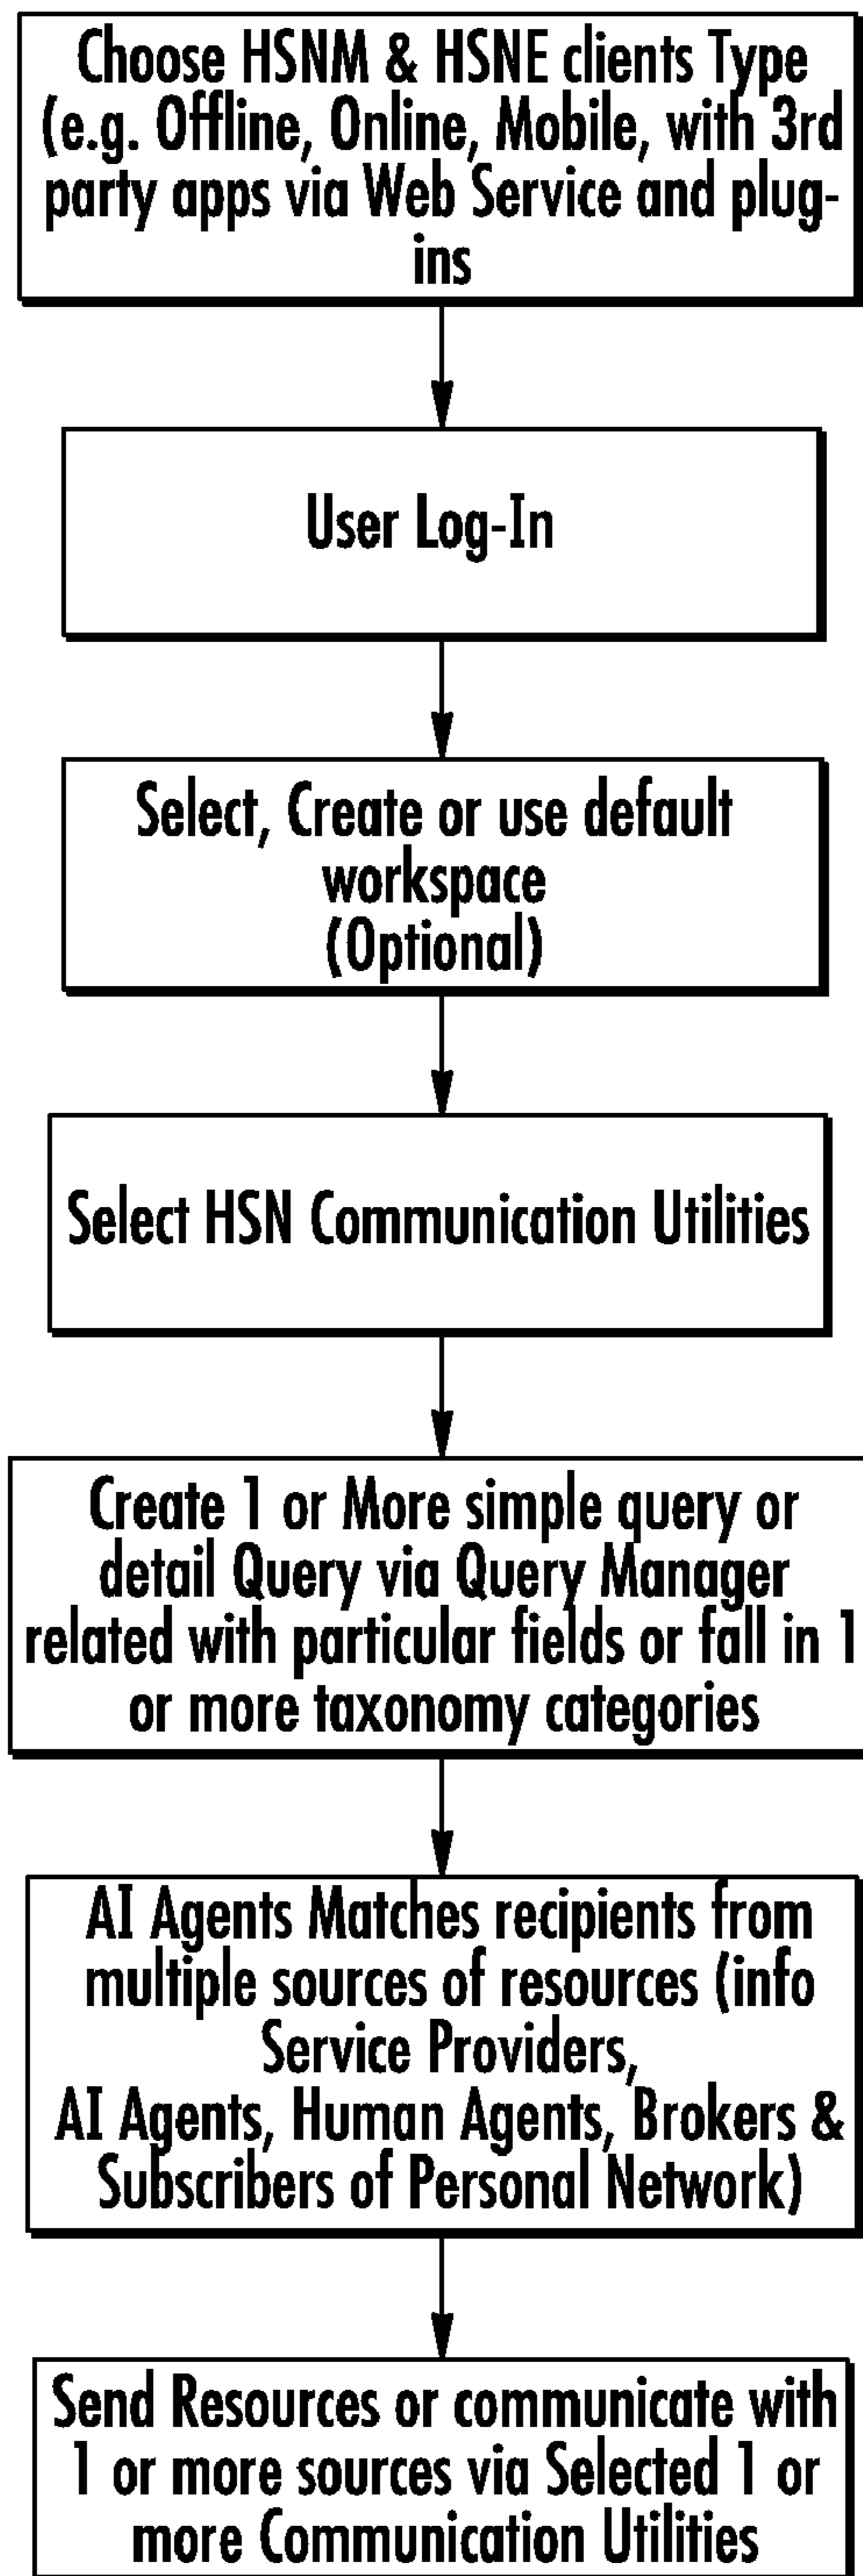 Choose HSNM & HSNE clients Type
(e.g. Offline, Online, Mobile, with 3rd
party apps via Web Service and plug-
ins
User Log-In
Select, Create or use default
workspace
(Optional)
Select HSN Communication Utilities
Create 1 or More simple query or
detail Query via Query Manager
related with particular fields or fall in 1
or more taxonomy categories
AI Agents Matches recipients from
multiple sources of resources (info
Service Providers,
AI Agents, Human Agents, Brokers &
Subscribers of Personal Network)
Send Resources or communicate with
1 or more sources via Selected 1 or
more Communication Utilities